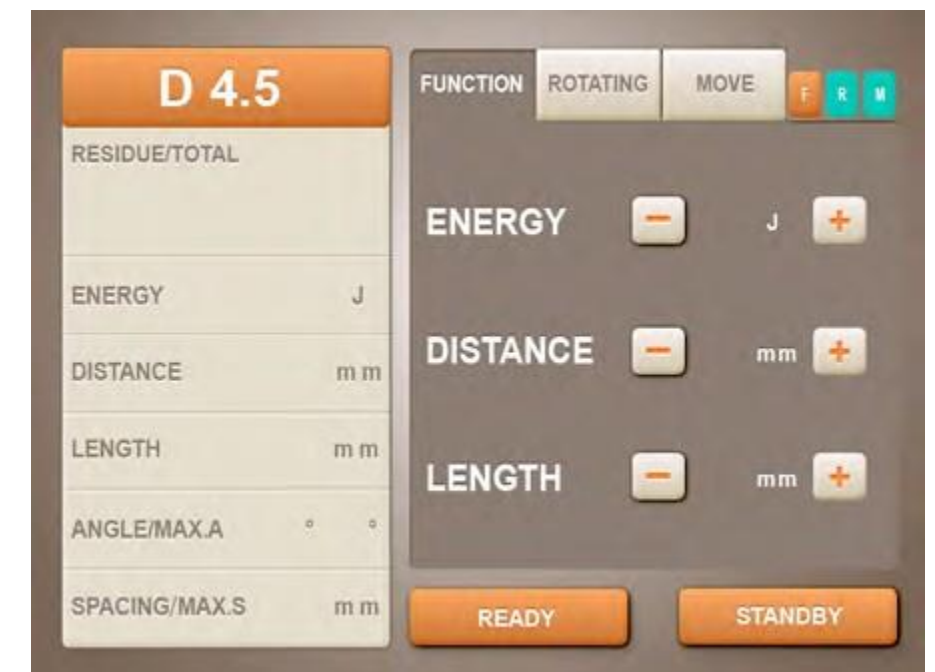 D 4.5
RESIDUE/TOTAL
ENERGY J
DISTANCE mm
LENGTH mm
ANGLE/MAX.A ° °
SPACING/MAX.S mm
FUNCTION ROTATING MOVE F R M
ENERGY − J +
DISTANCE − mm +
LENGTH − mm +
READY STANDBY